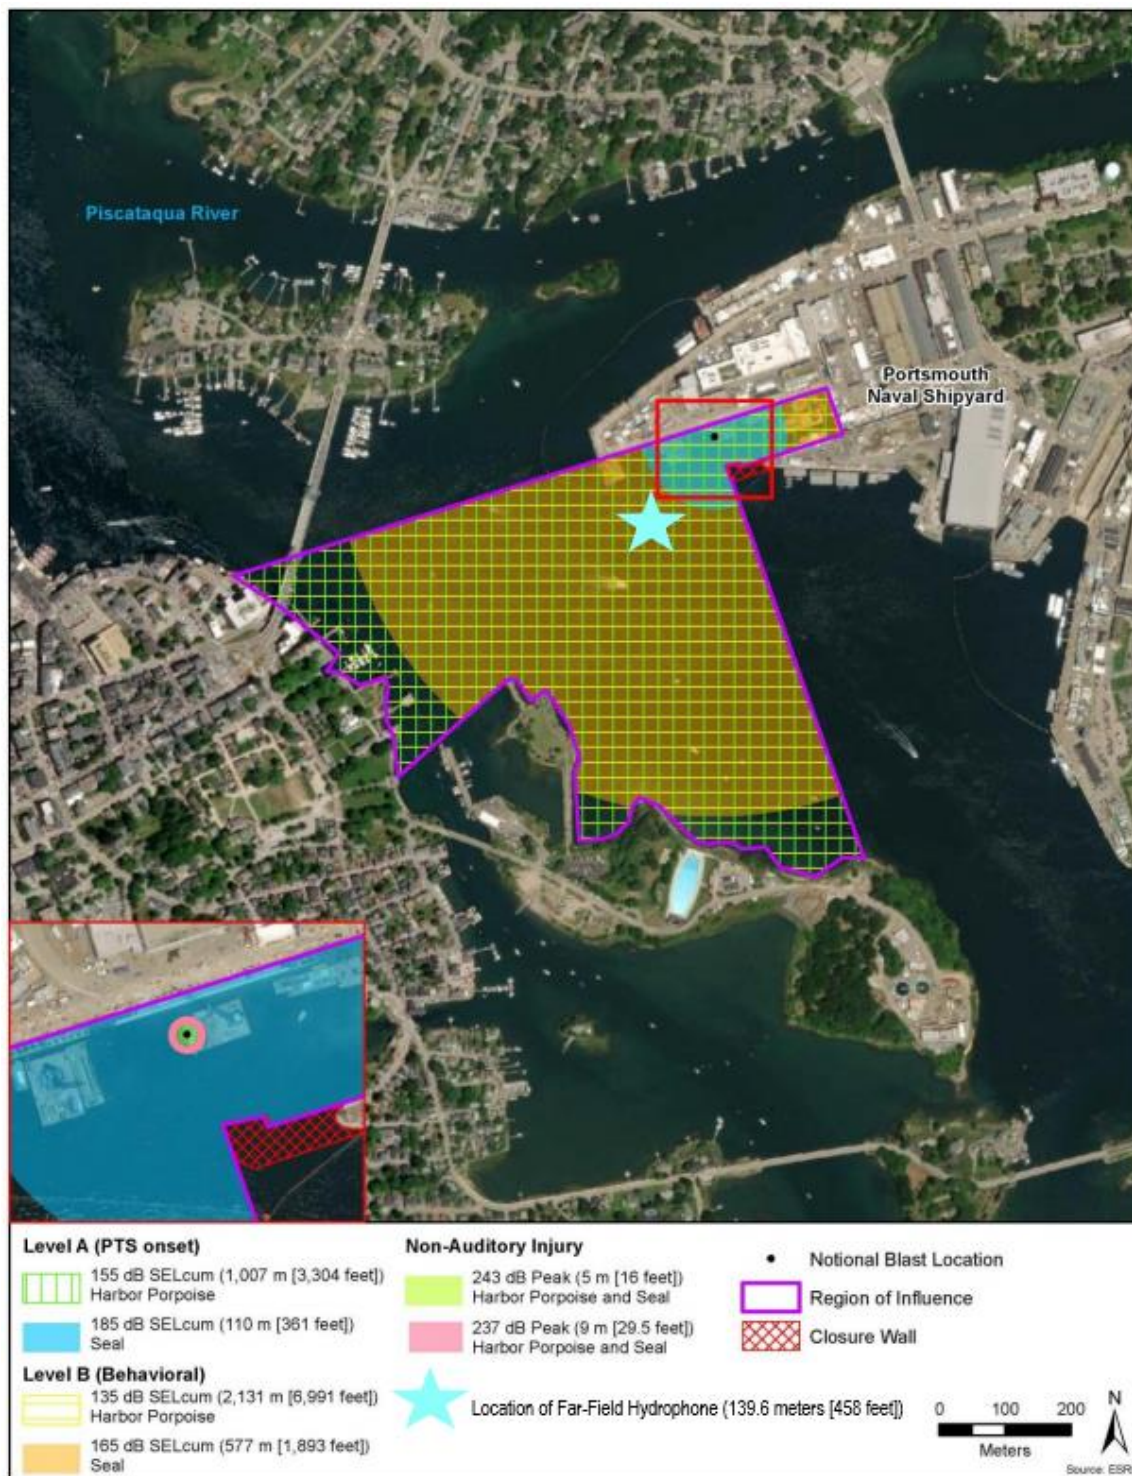 Piscataqua River
Portsmouth
Naval Shipyard
Level A (PTS onset)
155 dB SELcum (1,007 m [3,304 feet])
Harbor Porpoise
185 dB SELcum (110 m [361 feet])
Seal
Level B (Behavioral)
135 dB SELcum (2,131 m [6,991 feet])
Harbor Porpoise
165 dB SELcum (577 m [1,893 feet])
Seal
Non-Auditory Injury
243 dB Peak (5 m [16 feet])
Harbor Porpoise and Seal
237 dB Peak (9 m [29.5 feet])
Harbor Porpoise and Seal
Location of Far-Field Hydrophone (139.6 meters [458 feet])
Notional Blast Location
Region of Influence
Closure Wall
0 100 200
Meters
N
Source: ESRI